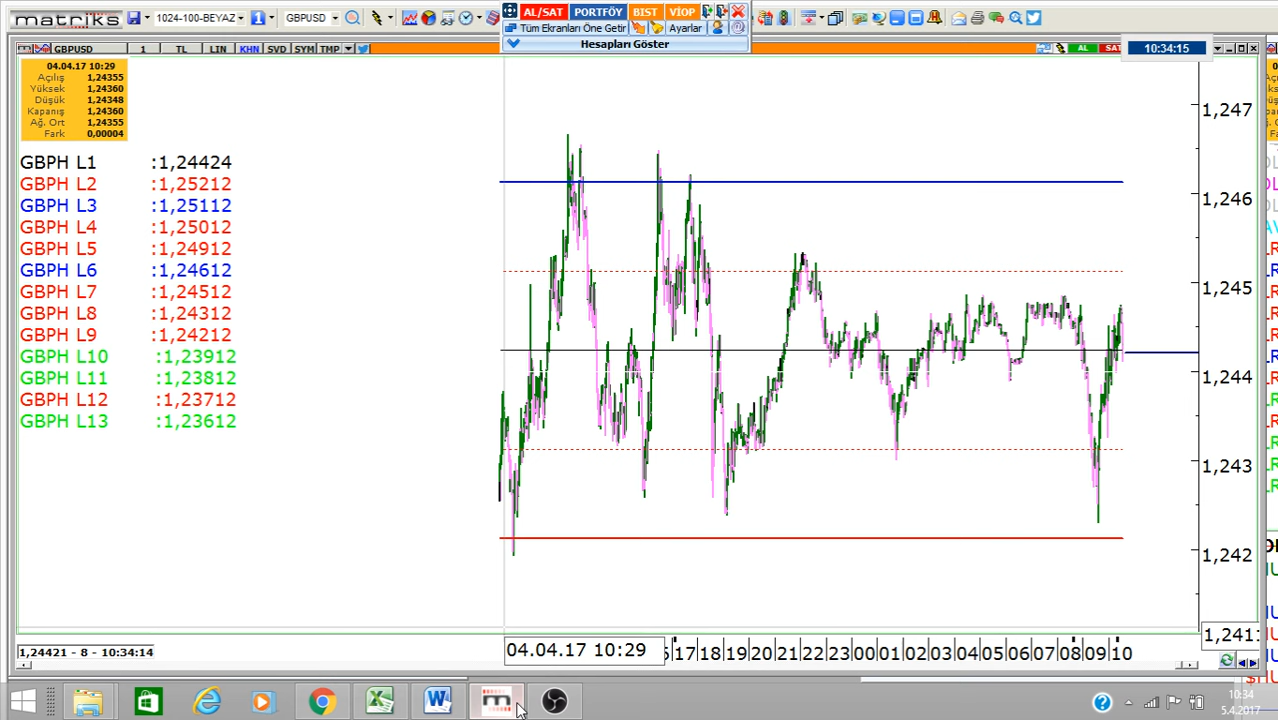 matriks 1024-100-BEYAZ GBPUSD
AL/SAT PORTFÖY BIST VİOP
Tüm Ekranları Öne Getir Ayarlar
Hesapları Göster
GBPUSD 1 TL LIN KHN SVD SYM TMP
AL SAT 10:34:15
04.04.17 10:29
Açılış 1,24355
Yüksek 1,24360
Düşük 1,24348
Kapanış 1,24360
Ağ. Ort 1,24355
Fark 0,00004
GBPH L1 :1,24424
GBPH L2 :1,25212
GBPH L3 :1,25112
GBPH L4 :1,25012
GBPH L5 :1,24912
GBPH L6 :1,24612
GBPH L7 :1,24512
GBPH L8 :1,24312
GBPH L9 :1,24212
GBPH L10 :1,23912
GBPH L11 :1,23812
GBPH L12 :1,23712
GBPH L13 :1,23612
1,247
1,246
1,245
1,244
1,243
1,242
1,2411
1,24421 - 8 - 10:34:14
04.04.17 10:29
17 18 19 20 21 22 23 00 01 02 03 04 05 06 07 08 09 10
10:34
5.4.2017